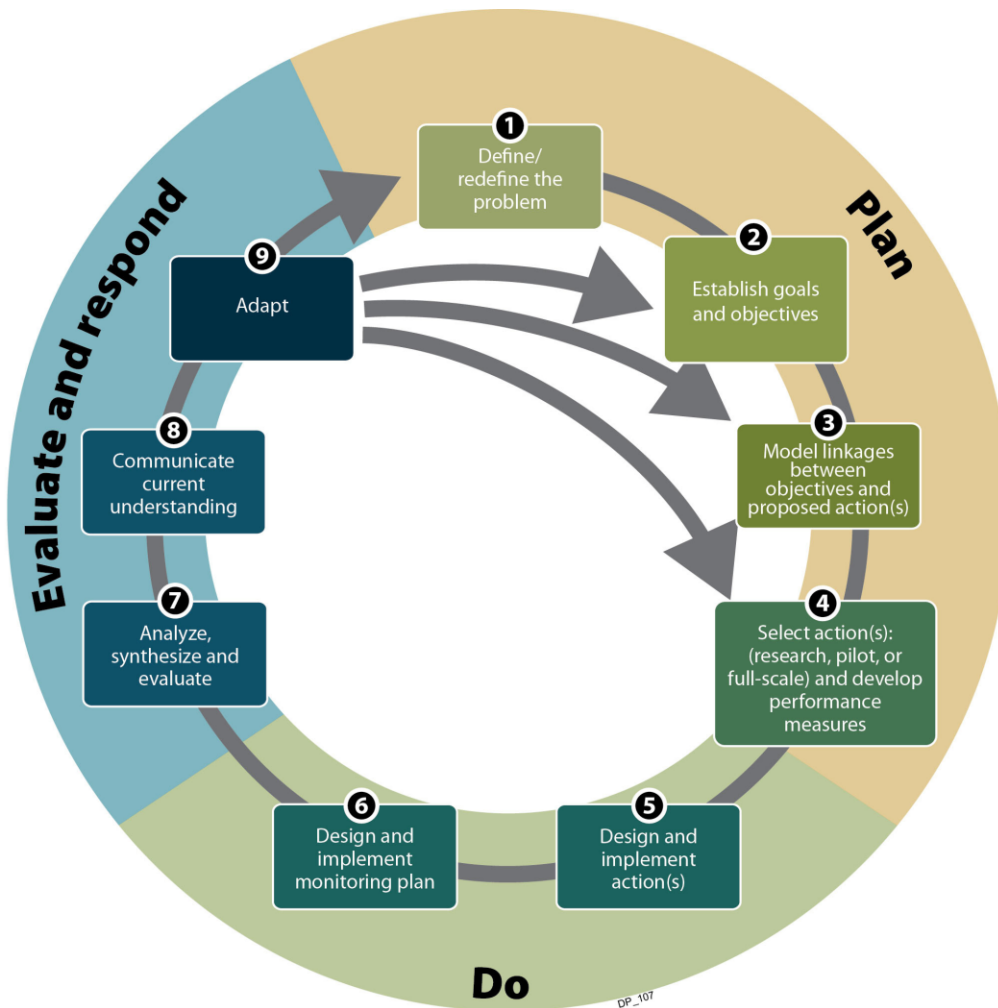 Plan
1
Define/
redefine the
problem
2
Establish goals
and objectives
3
Model linkages
between
objectives and
proposed action(s)
4
Select action(s):
(research, pilot, or
full-scale) and develop
performance
measures
Do
5
Design and
implement
action(s)
6
Design and
implement
monitoring plan
Evaluate and respond
7
Analyze,
synthesize and
evaluate
8
Communicate
current
understanding
9
Adapt
DP_107